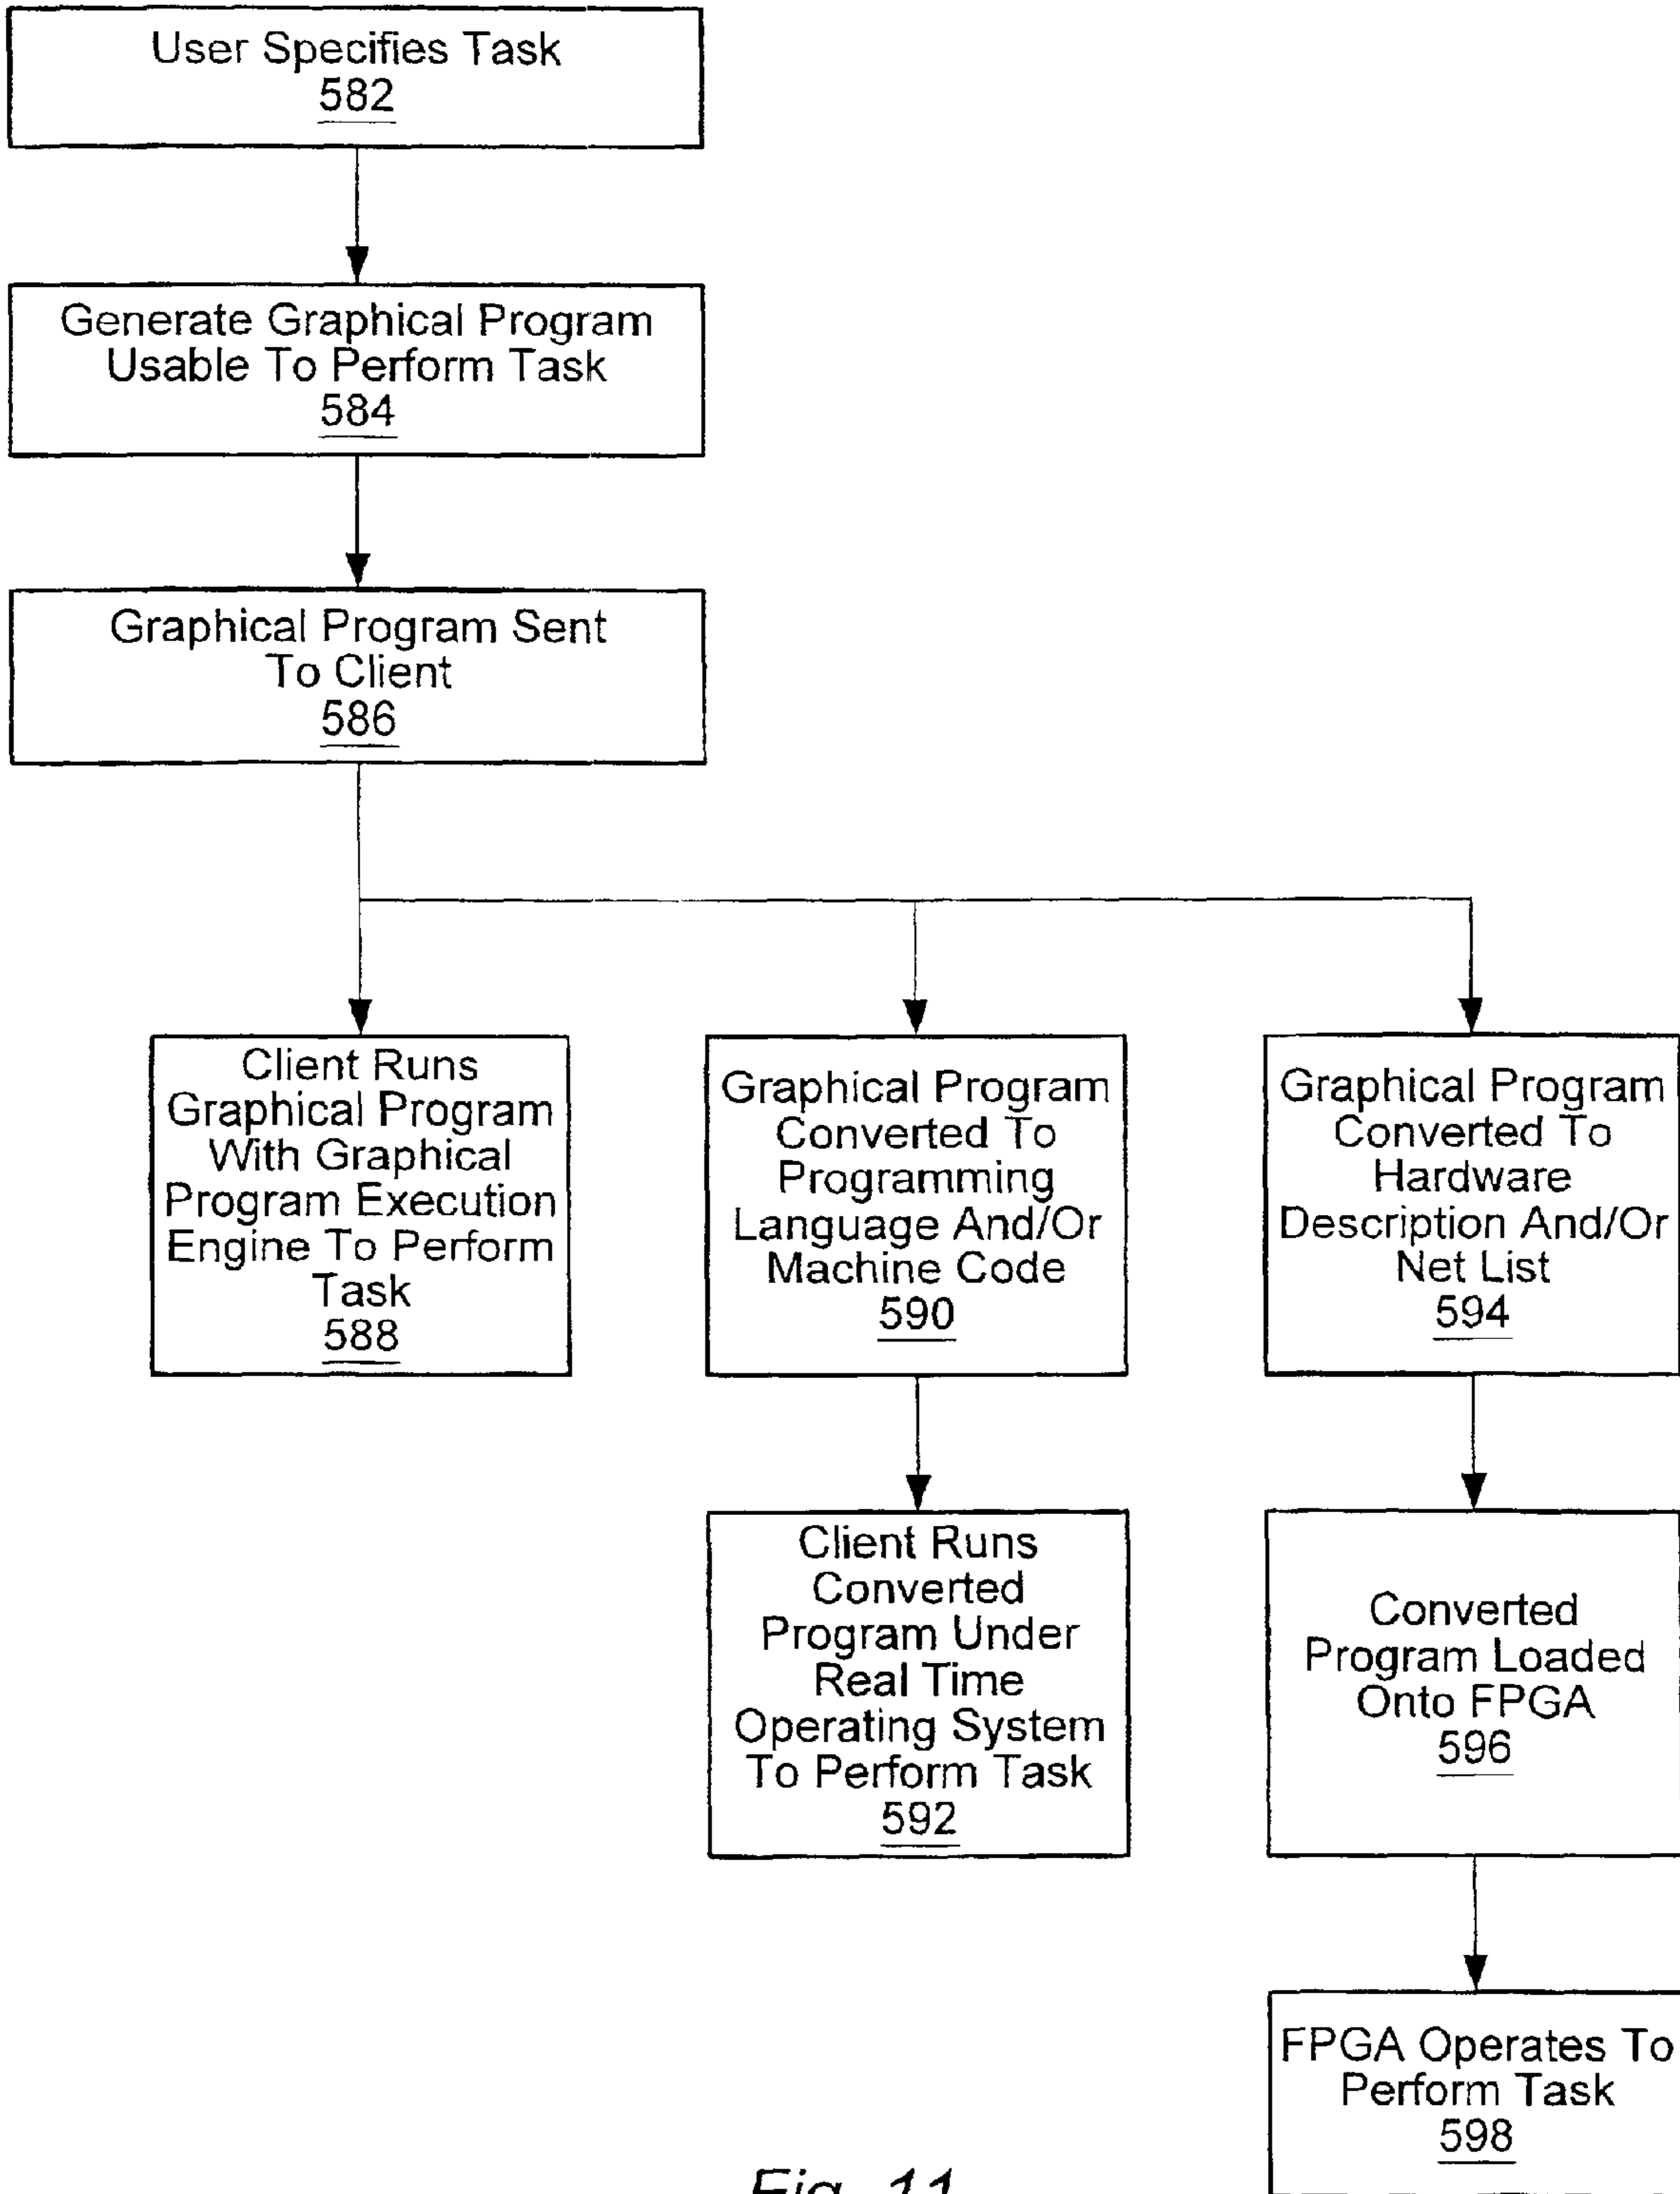 User Specifies Task
582
Generate Graphical Program
Usable To Perform Task
584
Graphical Program Sent
To Client
586
Client Runs
Graphical Program
With Graphical
Program Execution
Engine To Perform
Task
588
Graphical Program
Converted To
Programming
Language And/Or
Machine Code
590
Graphical Program
Converted To
Hardware
Description And/Or
Net List
594
Client Runs
Converted
Program Under
Real Time
Operating System
To Perform Task
592
Converted
Program Loaded
Onto FPGA
596
FPGA Operates To
Perform Task
598
Fig. 11